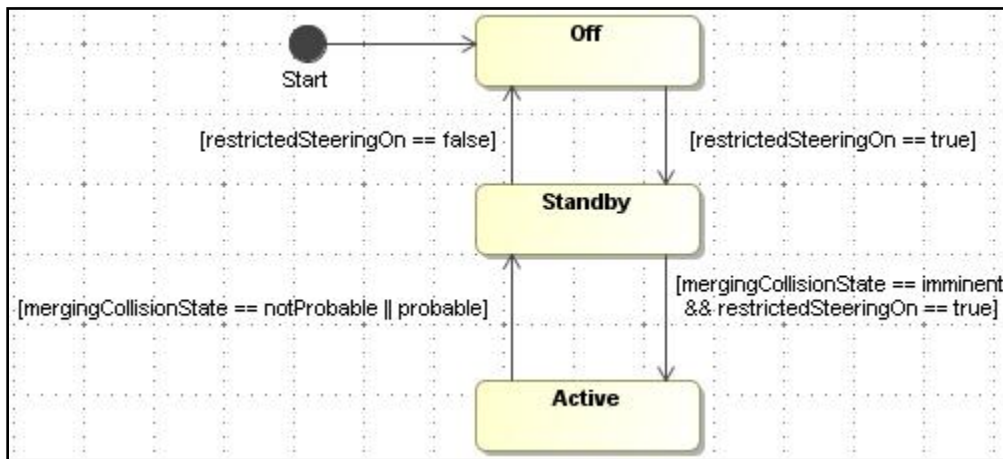 Off
Start
[restrictedSteeringOn == false]
[restrictedSteeringOn == true]
Standby
[mergingCollisionState == imminent
&& restrictedSteeringOn == true]
[mergingCollisionState == notProbable || probable]
Active